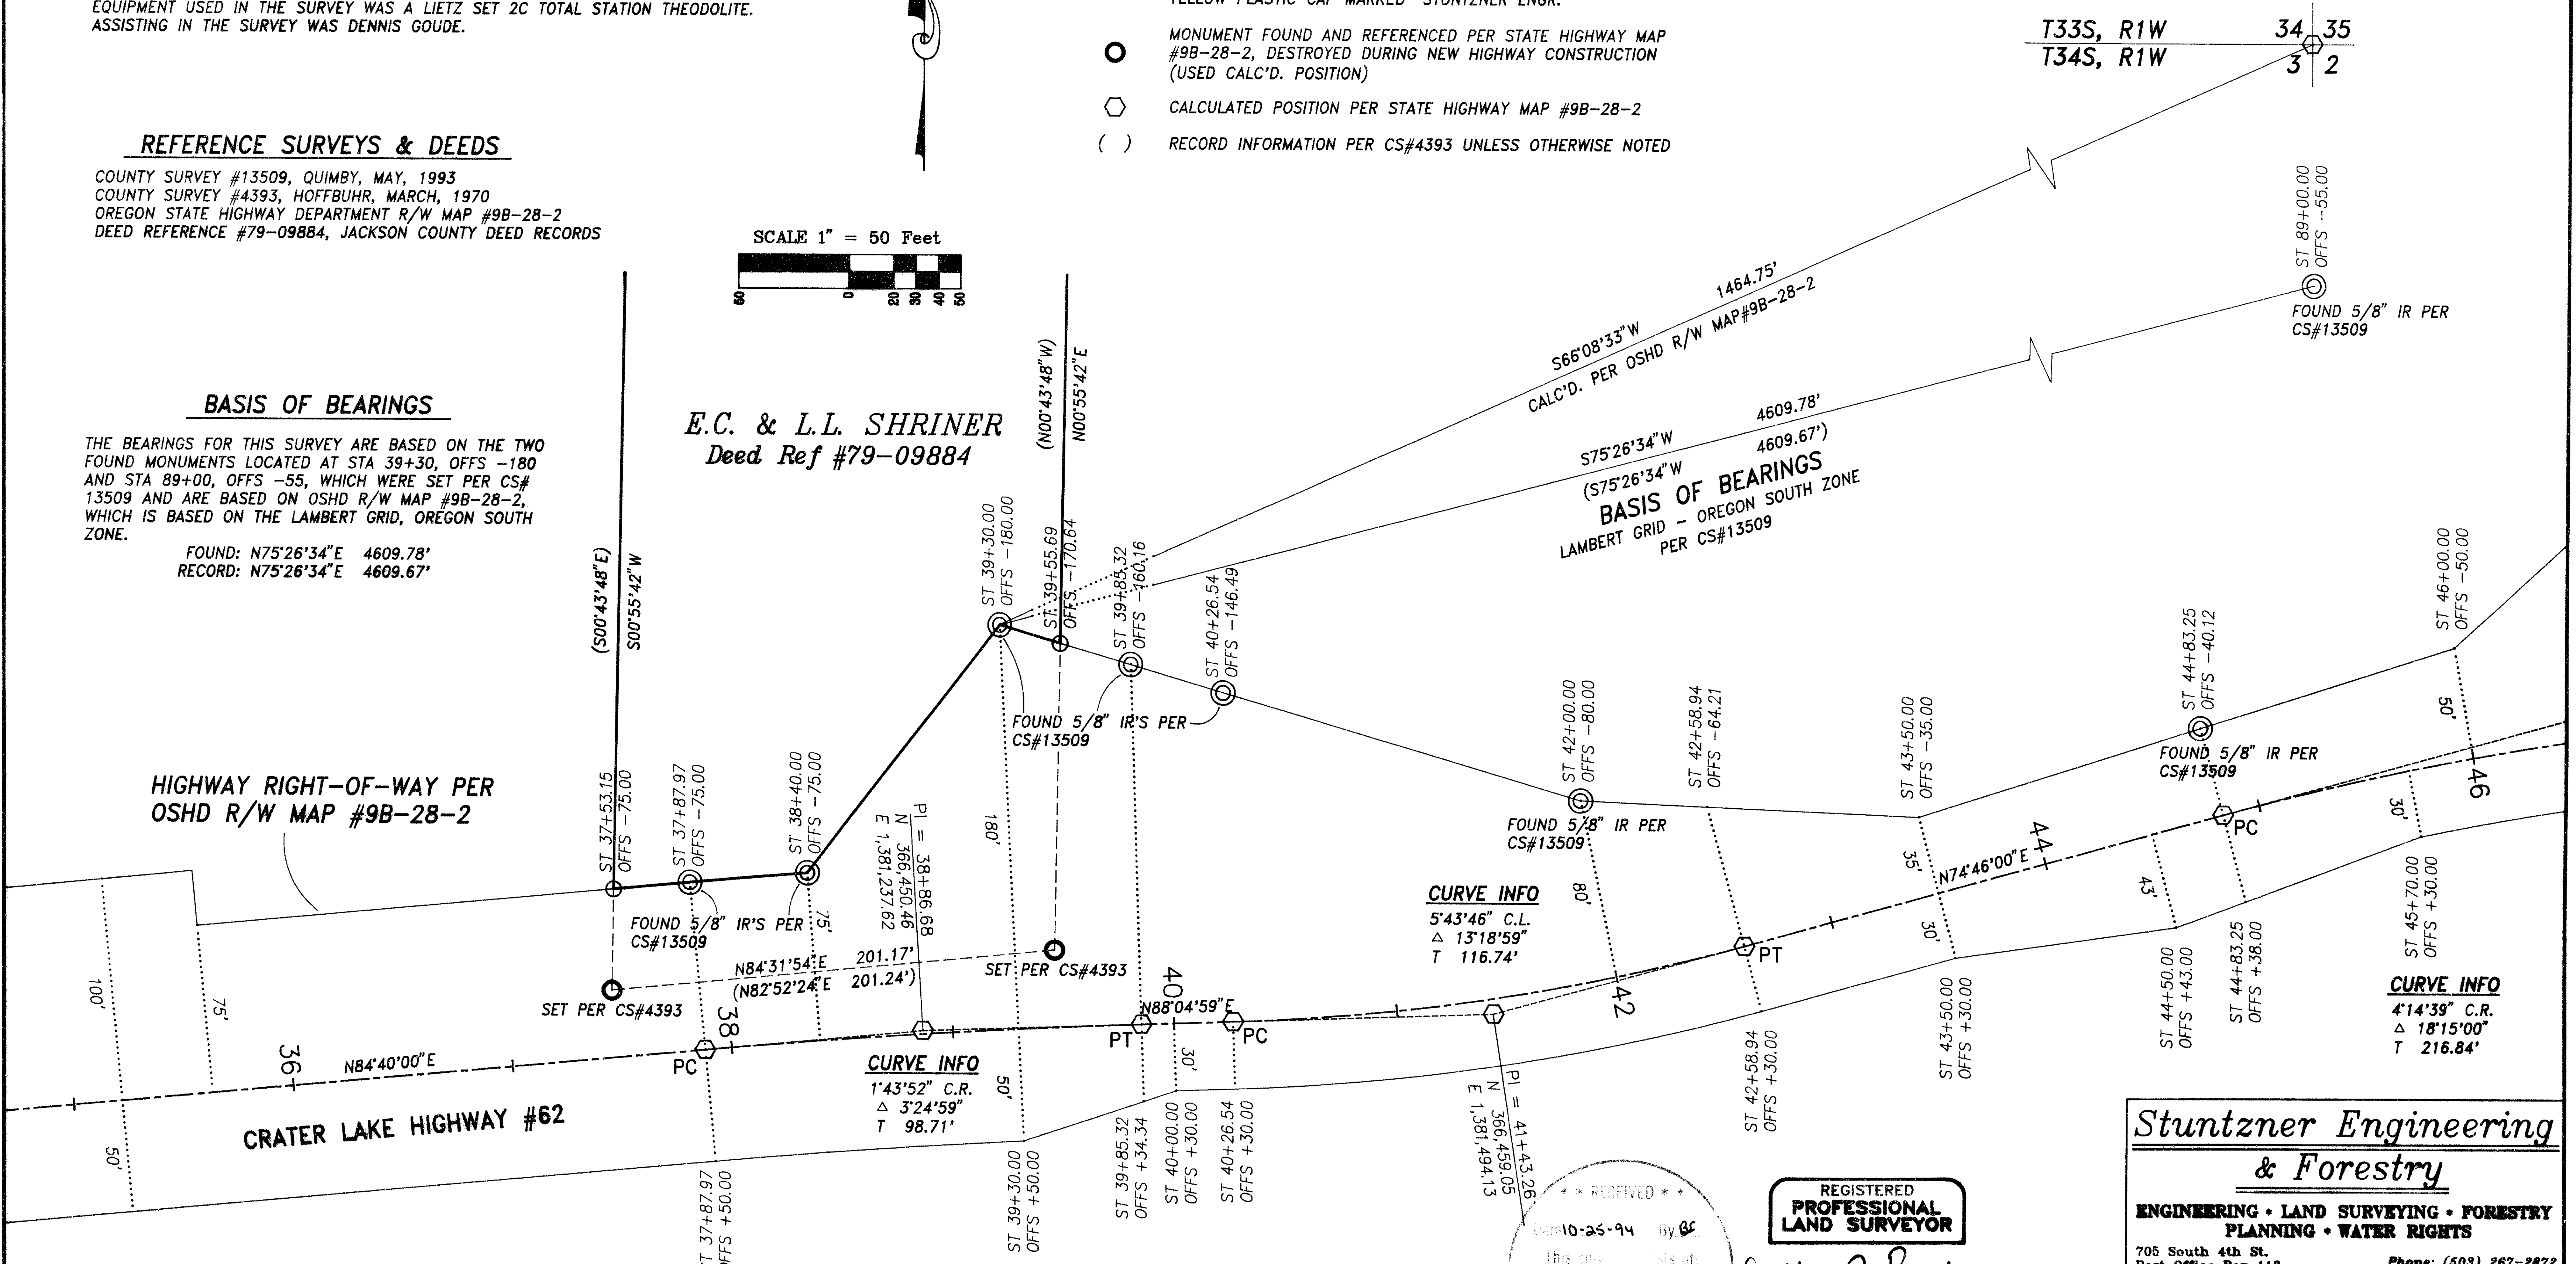 EQUIPMENT USED IN THE SURVEY WAS A LIETZ SET 2C TOTAL STATION THEODOLITE.
ASSISTING IN THE SURVEY WAS DENNIS GOUDE.
YELLOW PLASTIC CAP MARKED STUNTZNER ENGR.
MONUMENT FOUND AND REFERENCED PER STATE HIGHWAY MAP
#9B-28-2, DESTROYED DURING NEW HIGHWAY CONSTRUCTION
(USED CALC'D. POSITION)
CALCULATED POSITION PER STATE HIGHWAY MAP #9B-28-2
( ) RECORD INFORMATION PER CS#4393 UNLESS OTHERWISE NOTED
T33S, R1W 34 35
T34S, R1W 3 2
REFERENCE SURVEYS & DEEDS
COUNTY SURVEY #13509, QUIMBY, MAY, 1993
COUNTY SURVEY #4393, HOFFBUHR, MARCH, 1970
OREGON STATE HIGHWAY DEPARTMENT R/W MAP #9B-28-2
DEED REFERENCE #79-09884, JACKSON COUNTY DEED RECORDS
SCALE 1" = 50 Feet
50 0 20 30 40 50
BASIS OF BEARINGS
THE BEARINGS FOR THIS SURVEY ARE BASED ON THE TWO
FOUND MONUMENTS LOCATED AT STA 39+30, OFFS -180
AND STA 89+00, OFFS -55, WHICH WERE SET PER CS#
13509 AND ARE BASED ON OSHD R/W MAP #9B-28-2,
WHICH IS BASED ON THE LAMBERT GRID, OREGON SOUTH
ZONE.
FOUND: N75°26'34"E 4609.78'
RECORD: N75°26'34"E 4609.67'
E.C. & L.L. SHRINER
Deed Ref #79-09884
(S00°43'48"E)
S00°55'42"W
(N00°43'48"W)
N00°55'42"E
S66°08'33"W 1464.75'
CALC'D. PER OSHD R/W MAP#9B-28-2
S75°26'34"W 4609.78'
(S75°26'34"W 4609.67')
BASIS OF BEARINGS
LAMBERT GRID - OREGON SOUTH ZONE
PER CS#13509
ST 89+00.00
OFFS -55.00
FOUND 5/8" IR PER
CS#13509
ST 39+30.00
OFFS -180.00
ST 39+55.69
OFFS -170.64
ST 39+85.32
OFFS -160.16
ST 40+26.54
OFFS -146.49
FOUND 5/8" IR'S PER
CS#13509
ST 42+00.00
OFFS -80.00
FOUND 5/8" IR PER
CS#13509
ST 42+58.94
OFFS -64.21
ST 43+50.00
OFFS -35.00
ST 44+83.25
OFFS -40.12
FOUND 5/8" IR PER
CS#13509
ST 46+00.00
OFFS -50.00
HIGHWAY RIGHT-OF-WAY PER
OSHD R/W MAP #9B-28-2
ST 37+53.15
OFFS -75.00
ST 37+87.97
OFFS -75.00
ST 38+40.00
OFFS -75.00
FOUND 5/8" IR'S PER
CS#13509
PI = 38+86.68
N 366,450.46
E 1,381,237.62
N84°31'54"E 201.17'
(N82°52'24"E 201.24')
SET PER CS#4393
SET PER CS#4393
100'
75'
75'
180'
80'
35'
43'
30'
50'
50'
50'
30'
30'
36
38
40
42
44
46
N84°40'00"E
N88°04'59"E
N74°46'00"E
PC
PT
PC
PT
PC
CRATER LAKE HIGHWAY #62
CURVE INFO
1°43'52" C.R.
Δ 3°24'59"
T 98.71'
CURVE INFO
5°43'46" C.L.
Δ 13°18'59"
T 116.74'
CURVE INFO
4°14'39" C.R.
Δ 18°15'00"
T 216.84'
ST 37+87.97
OFFS +50.00
ST 39+30.00
OFFS +50.00
ST 39+85.32
OFFS +34.34
ST 40+00.00
OFFS +30.00
ST 40+26.54
OFFS +30.00
PI = 41+43.26
N 366,459.05
E 1,381,494.13
ST 42+58.94
OFFS +30.00
ST 43+50.00
OFFS +30.00
ST 44+50.00
OFFS +43.00
ST 44+83.25
OFFS +38.00
ST 45+70.00
OFFS +30.00
* * RECEIVED * *
Date 10-25-94 By BF
This
REGISTERED
PROFESSIONAL
LAND SURVEYOR
Stuntzner Engineering
& Forestry
ENGINEERING • LAND SURVEYING • FORESTRY
PLANNING • WATER RIGHTS
705 South 4th St.
Phone: (503) 267-2872